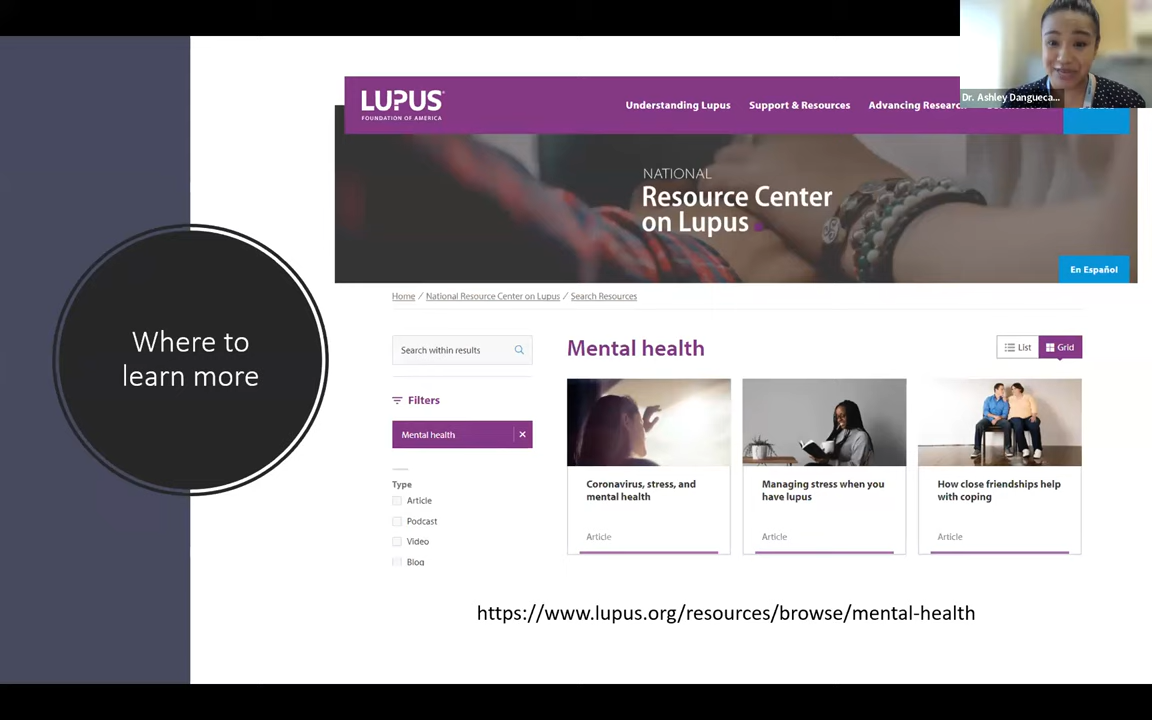 Dr. Ashley Dangueca...
LUPUS
FOUNDATION OF AMERICA
Understanding Lupus
Support & Resources
Advancing Research
NATIONAL
Resource Center
on Lupus
En Español
Home / National Resource Center on Lupus / Search Resources
Where to
learn more
Search within results
Mental health
List
Grid
Filters
Mental health
Type
Article
Podcast
Video
Blog
Coronavirus, stress, and
mental health
Article
Managing stress when you
have lupus
Article
How close friendships help
with coping
Article
https://www.lupus.org/resources/browse/mental-health